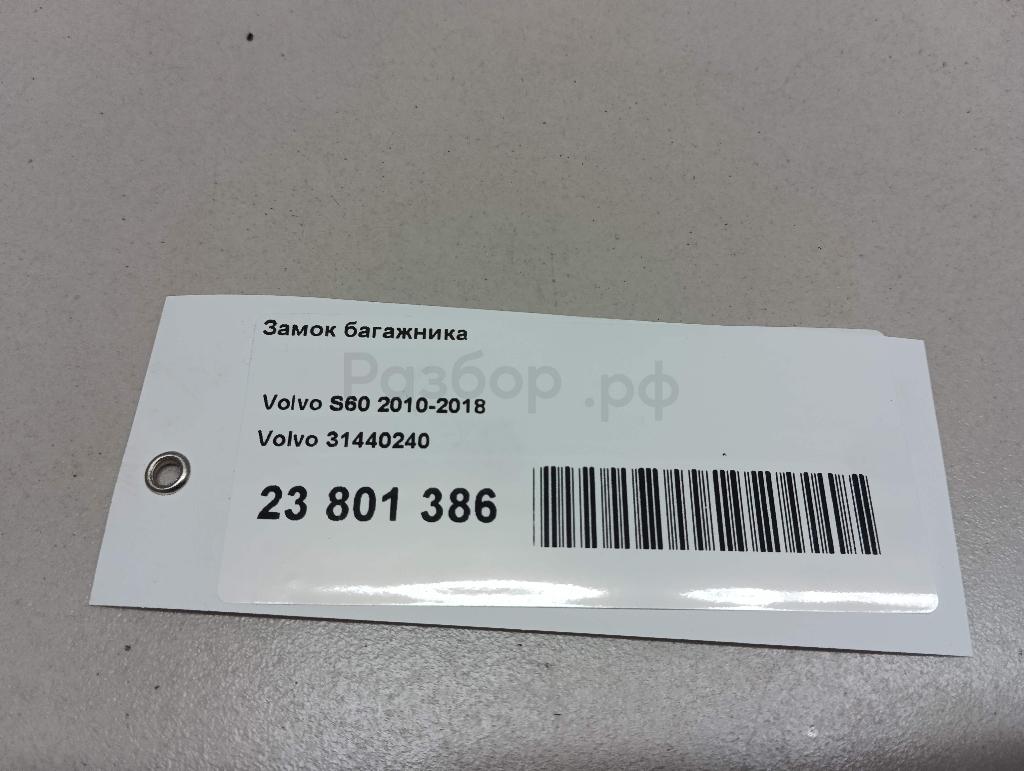 Замок багажника
Разбор.рф
Volvo S60 2010-2018
Volvo 31440240
23 801 386